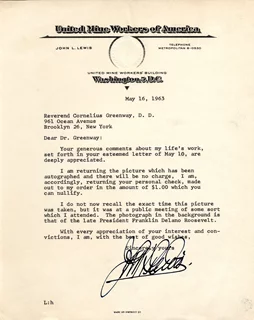 United Mine Workers of America
JOHN L. LEWIS
TELEPHONE
METROPOLITAN 8-0530
UNITED MINE WORKERS' BUILDING
Washington 5, D.C.
May 16, 1963
Reverend Cornelius Greenway, D. D.
961 Ocean Avenue
Brooklyn 26, New York
Dear Dr. Greenway:
Your generous comments about my life's work,
set forth in your esteemed letter of May 10, are
deeply appreciated.
I am returning the picture which has been
autographed and there will be no charge. I am,
accordingly, returning your personal check, made
out to my order in the amount of $1.00 which you
can nullify.
I do not now recall the exact time this picture
was taken, but it was at a public meeting of some sort
which I attended. The photograph in the background is
that of the late President Franklin Delano Roosevelt.
With every appreciation of your interest and con-
victions, I am, with the best of good wishes,
Sincerely yours
John L. Lewis
L:h